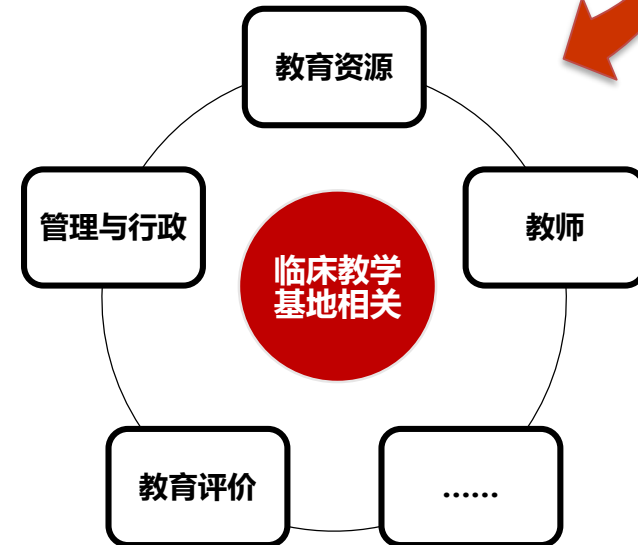 教育资源
管理与行政
教师
临床教学
基地相关
教育评价
......